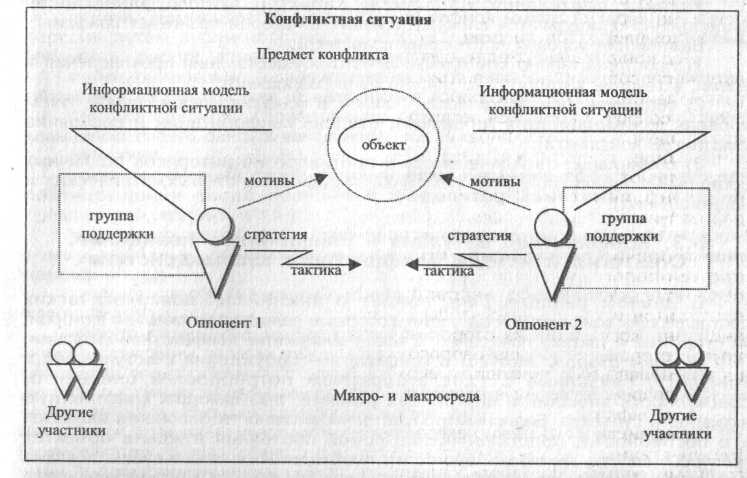 Конфликтная ситуация
Предмет конфликта
Информационная модель
конфликтной ситуации
Информационная модель
конфликтной ситуации
объект
мотивы
мотивы
группа
поддержки
стратегия
тактика
стратегия
тактика
группа
поддержки
Оппонент 1
Оппонент 2
Микро- и макросреда
Другие
участники
Другие
участники